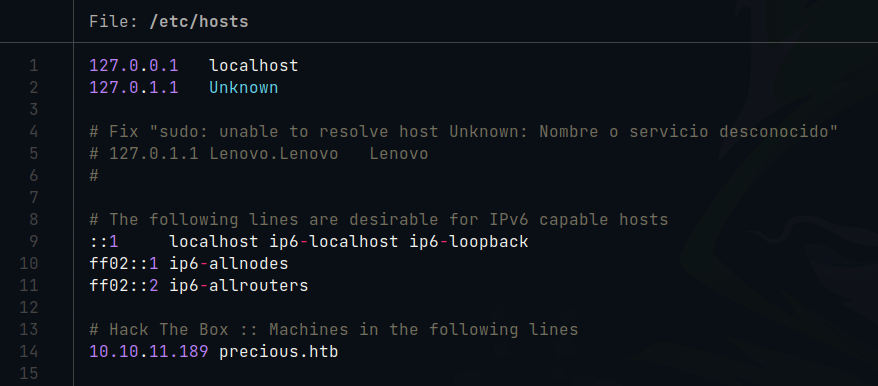 File: /etc/hosts
1 127.0.0.1 localhost
2 127.0.1.1 Unknown
3
4 # Fix "sudo: unable to resolve host Unknown: Nombre o servicio desconocido"
5 # 127.0.1.1 Lenovo.Lenovo Lenovo
6 #
7
8 # The following lines are desirable for IPv6 capable hosts
9 ::1 localhost ip6-localhost ip6-loopback
10 ff02::1 ip6-allnodes
11 ff02::2 ip6-allrouters
12
13 # Hack The Box :: Machines in the following lines
14 10.10.11.189 precious.htb
15